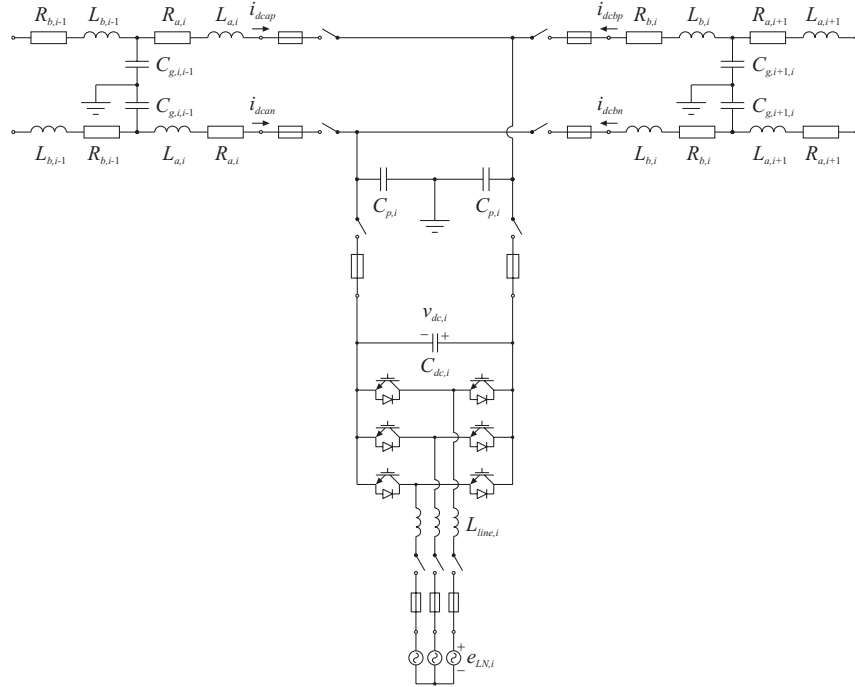 R_{b,i-1} L_{b,i-1} R_{a,i} L_{a,i} i_{dcap} i_{dcbp} R_{b,i} L_{b,i} R_{a,i+1} L_{a,i+1}
C_{g,i,i-1} C_{g,i+1,i}
C_{g,i,i-1} i_{dcan} i_{dcbn} C_{g,i+1,i}
L_{b,i-1} R_{b,i-1} L_{a,i} R_{a,i} L_{b,i} R_{b,i} L_{a,i+1} R_{a,i+1}
C_{p,i} C_{p,i}
v_{dc,i}
− +
C_{dc,i}
L_{line,i}
+
e_{LN,i}
−